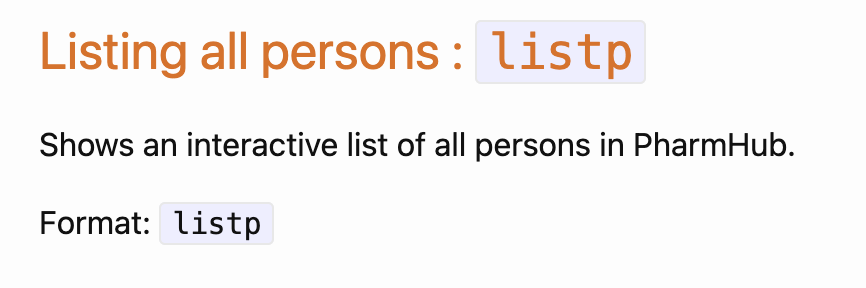 Listing all persons : listp
Shows an interactive list of all persons in PharmHub.
Format: listp